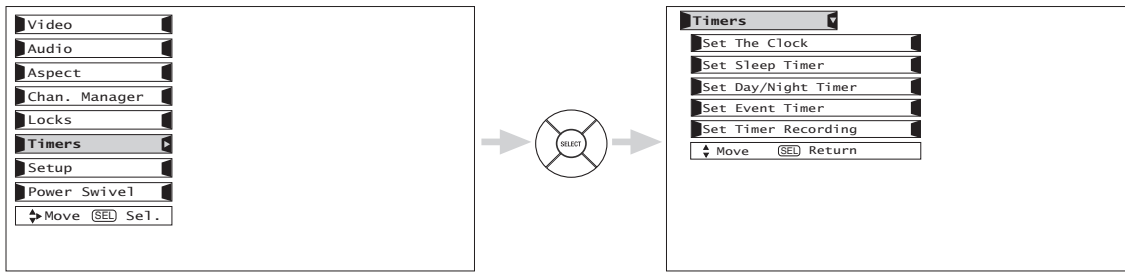 Video
Audio
Aspect
Chan. Manager
Locks
Timers
Setup
Power Swivel
Move SEL Sel.
SELECT
Timers
Set The Clock
Set Sleep Timer
Set Day/Night Timer
Set Event Timer
Set Timer Recording
Move SEL Return